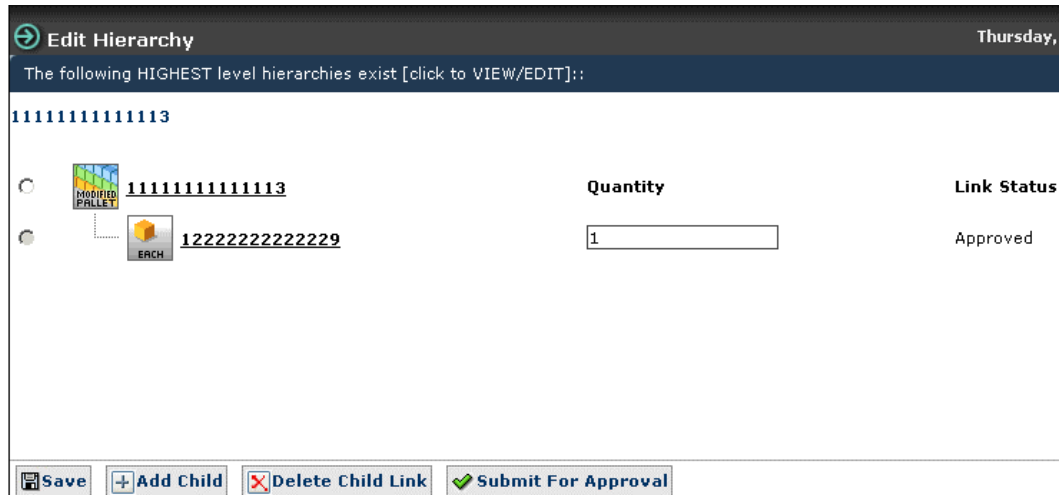 Edit Hierarchy Thursday,
The following HIGHEST level hierarchies exist [click to VIEW/EDIT]::
11111111111113
MODIFIED PALLET 11111111111113 Quantity Link Status
EACH 12222222222229 1 Approved
Save Add Child Delete Child Link Submit For Approval